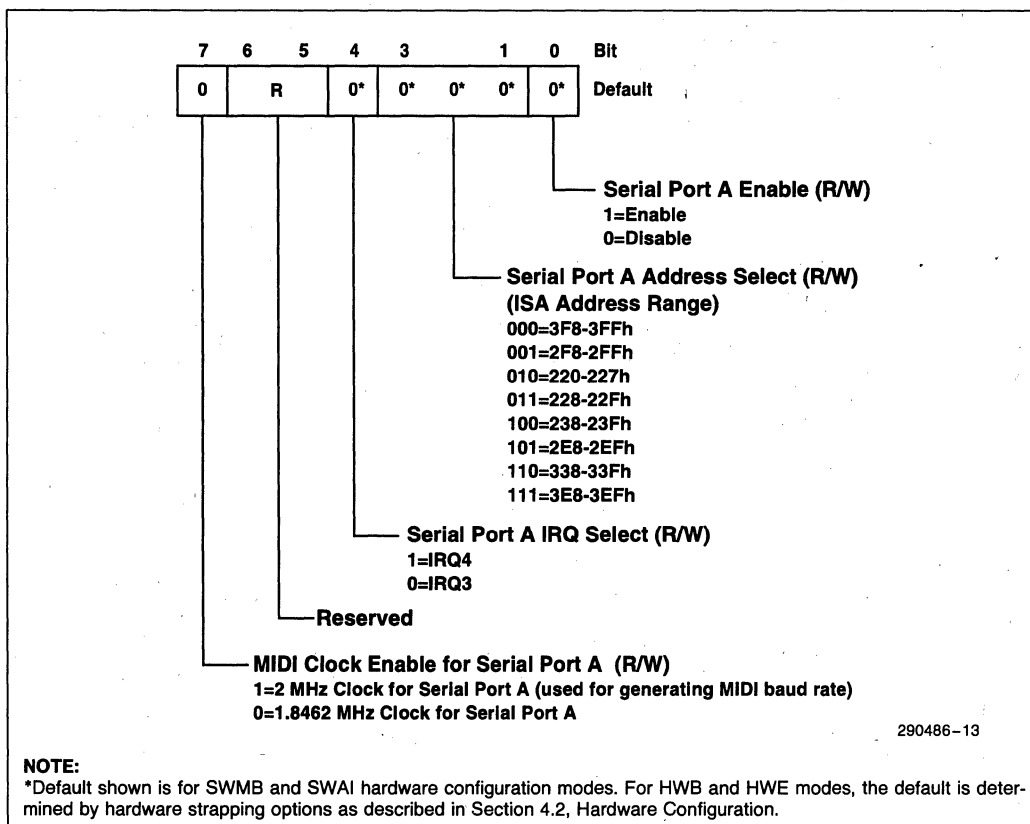 7 6 5 4 3 1 0 Bit
0 R 0* 0* 0* 0* 0* Default
Serial Port A Enable (R/W)
1=Enable
0=Disable
Serial Port A Address Select (R/W)
(ISA Address Range)
000=3F8-3FFh
001=2F8-2FFh
010=220-227h
011=228-22Fh
100=238-23Fh
101=2E8-2EFh
110=338-33Fh
111=3E8-3EFh
Serial Port A IRQ Select (R/W)
1=IRQ4
0=IRQ3
Reserved
MIDI Clock Enable for Serial Port A (R/W)
1=2 MHz Clock for Serial Port A (used for generating MIDI baud rate)
0=1.8462 MHz Clock for Serial Port A
290486-13
NOTE:
*Default shown is for SWMB and SWAI hardware configuration modes. For HWB and HWE modes, the default is deter-
mined by hardware strapping options as described in Section 4.2, Hardware Configuration.